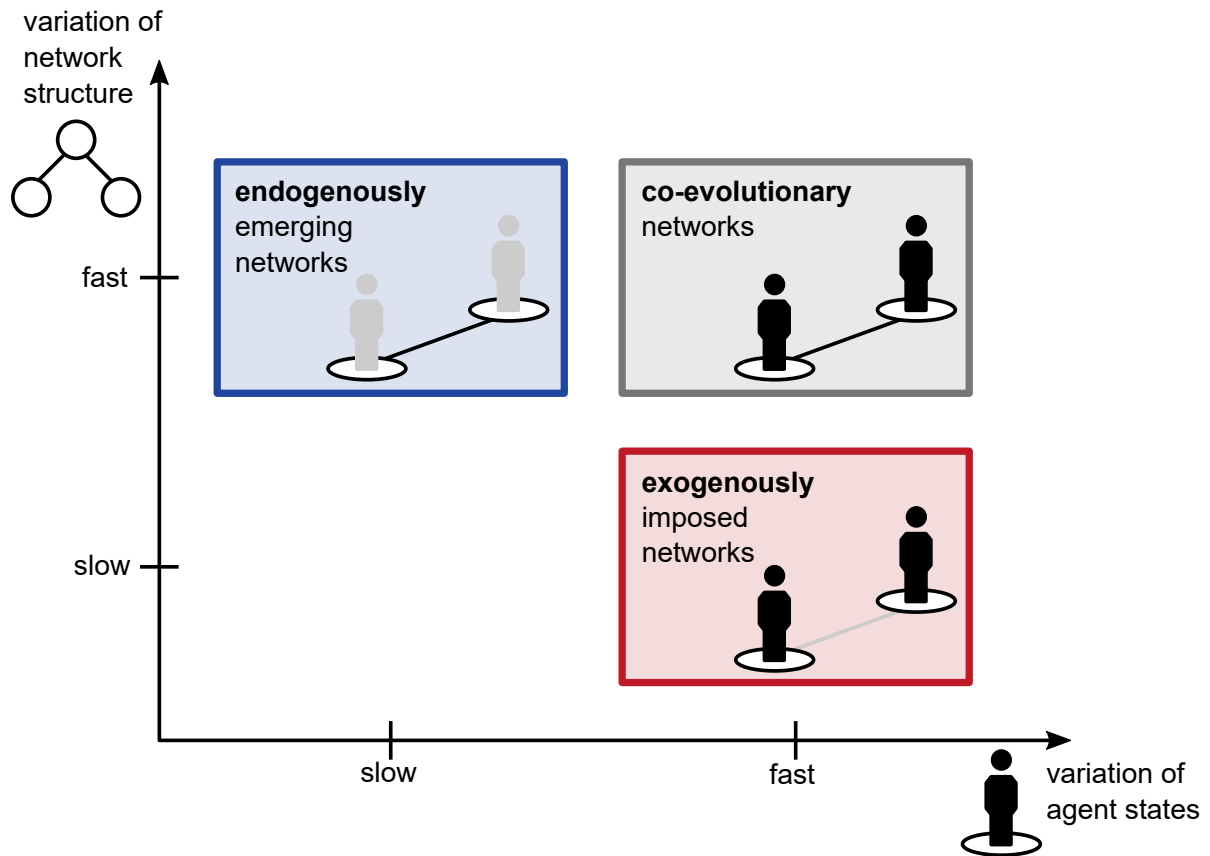 variation of
network
structure
endogenously
emerging
networks
co-evolutionary
networks
fast
exogenously
imposed
networks
slow
slow
fast
variation of
agent states